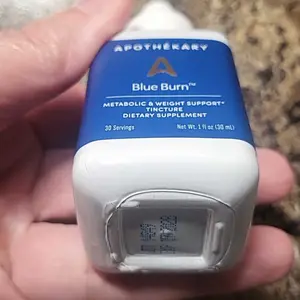 APOTHÉKARY
A
Blue Burn™
METABOLIC & WEIGHT SUPPORT*
TINCTURE
DIETARY SUPPLEMENT
30 Servings Net Wt. 1 fl oz (30 mL)